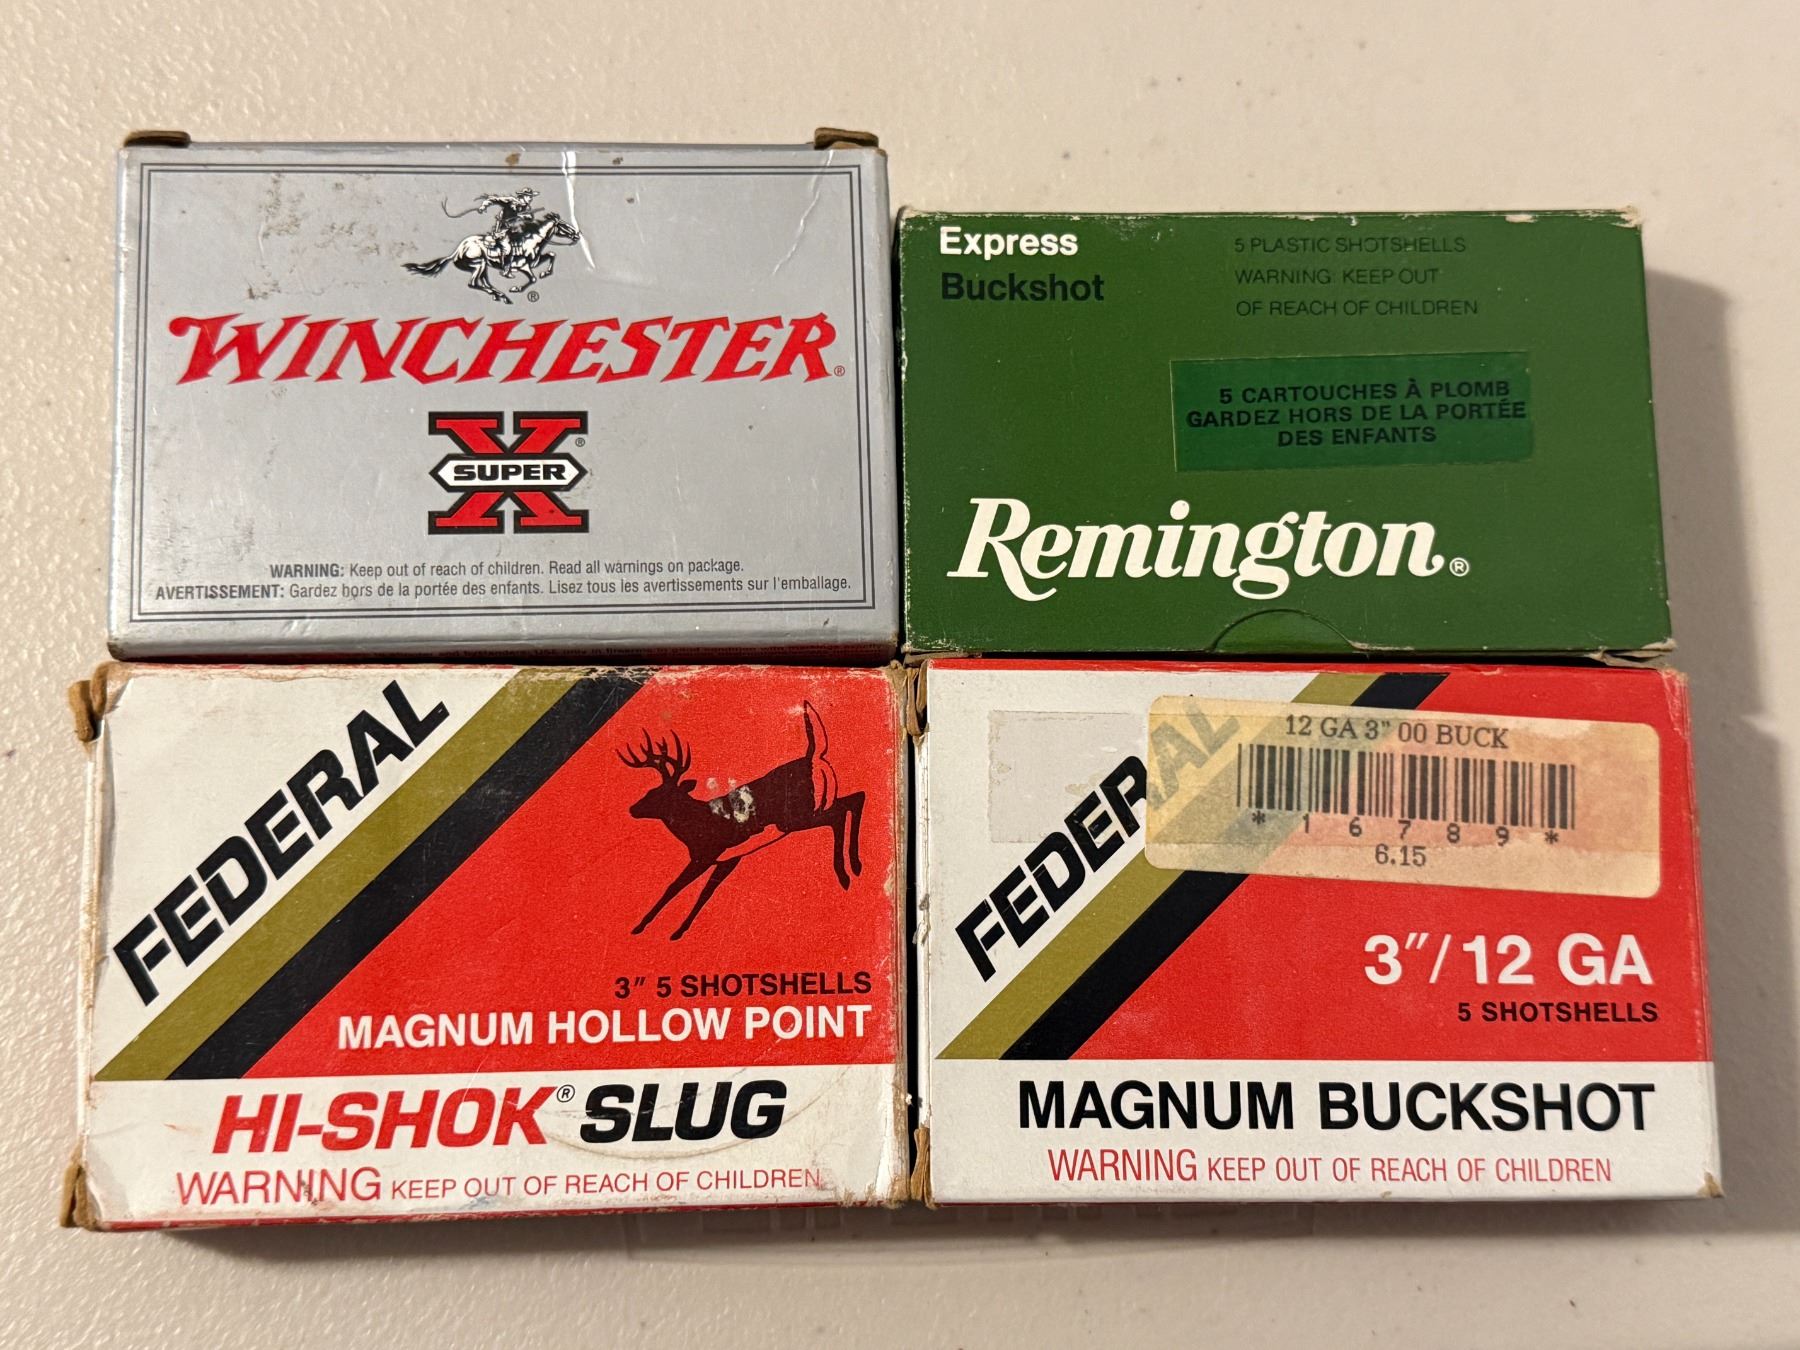 WINCHESTER®
X®
SUPER
WARNING: Keep out of reach of children. Read all warnings on package.
AVERTISSEMENT: Gardez hors de la portée des enfants. Lisez tous les avertissements sur l'emballage.
Express
Buckshot
5 PLASTIC SHOTSHELLS
WARNING: KEEP OUT
OF REACH OF CHILDREN
5 CARTOUCHES À PLOMB
GARDEZ HORS DE LA PORTÉE
DES ENFANTS
Remington®
FEDERAL
3" 5 SHOTSHELLS
MAGNUM HOLLOW POINT
HI-SHOK® SLUG
WARNING KEEP OUT OF REACH OF CHILDREN
FEDERAL
12 GA 3" 00 BUCK
* 1 6 7 8 9 *
6.15
3"/12 GA
5 SHOTSHELLS
MAGNUM BUCKSHOT
WARNING KEEP OUT OF REACH OF CHILDREN